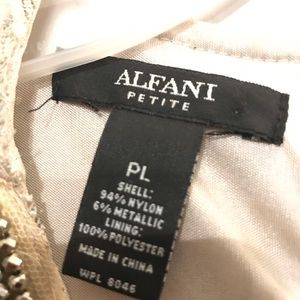 ALFANI
PETITE
PL
SHELL:
94% NYLON
6% METALLIC
LINING:
100% POLYESTER
MADE IN CHINA
WPL 8046